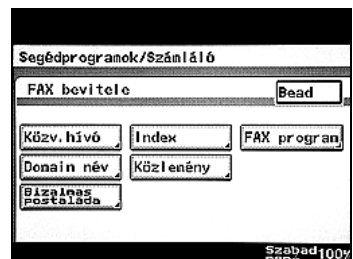 Segédprogramok/Számláló
FAX bevitele
Bead
Közv.hívó
Index
FAX program
Domain név
Közlemény
Bizalmas
postaláda
Szabad
100%